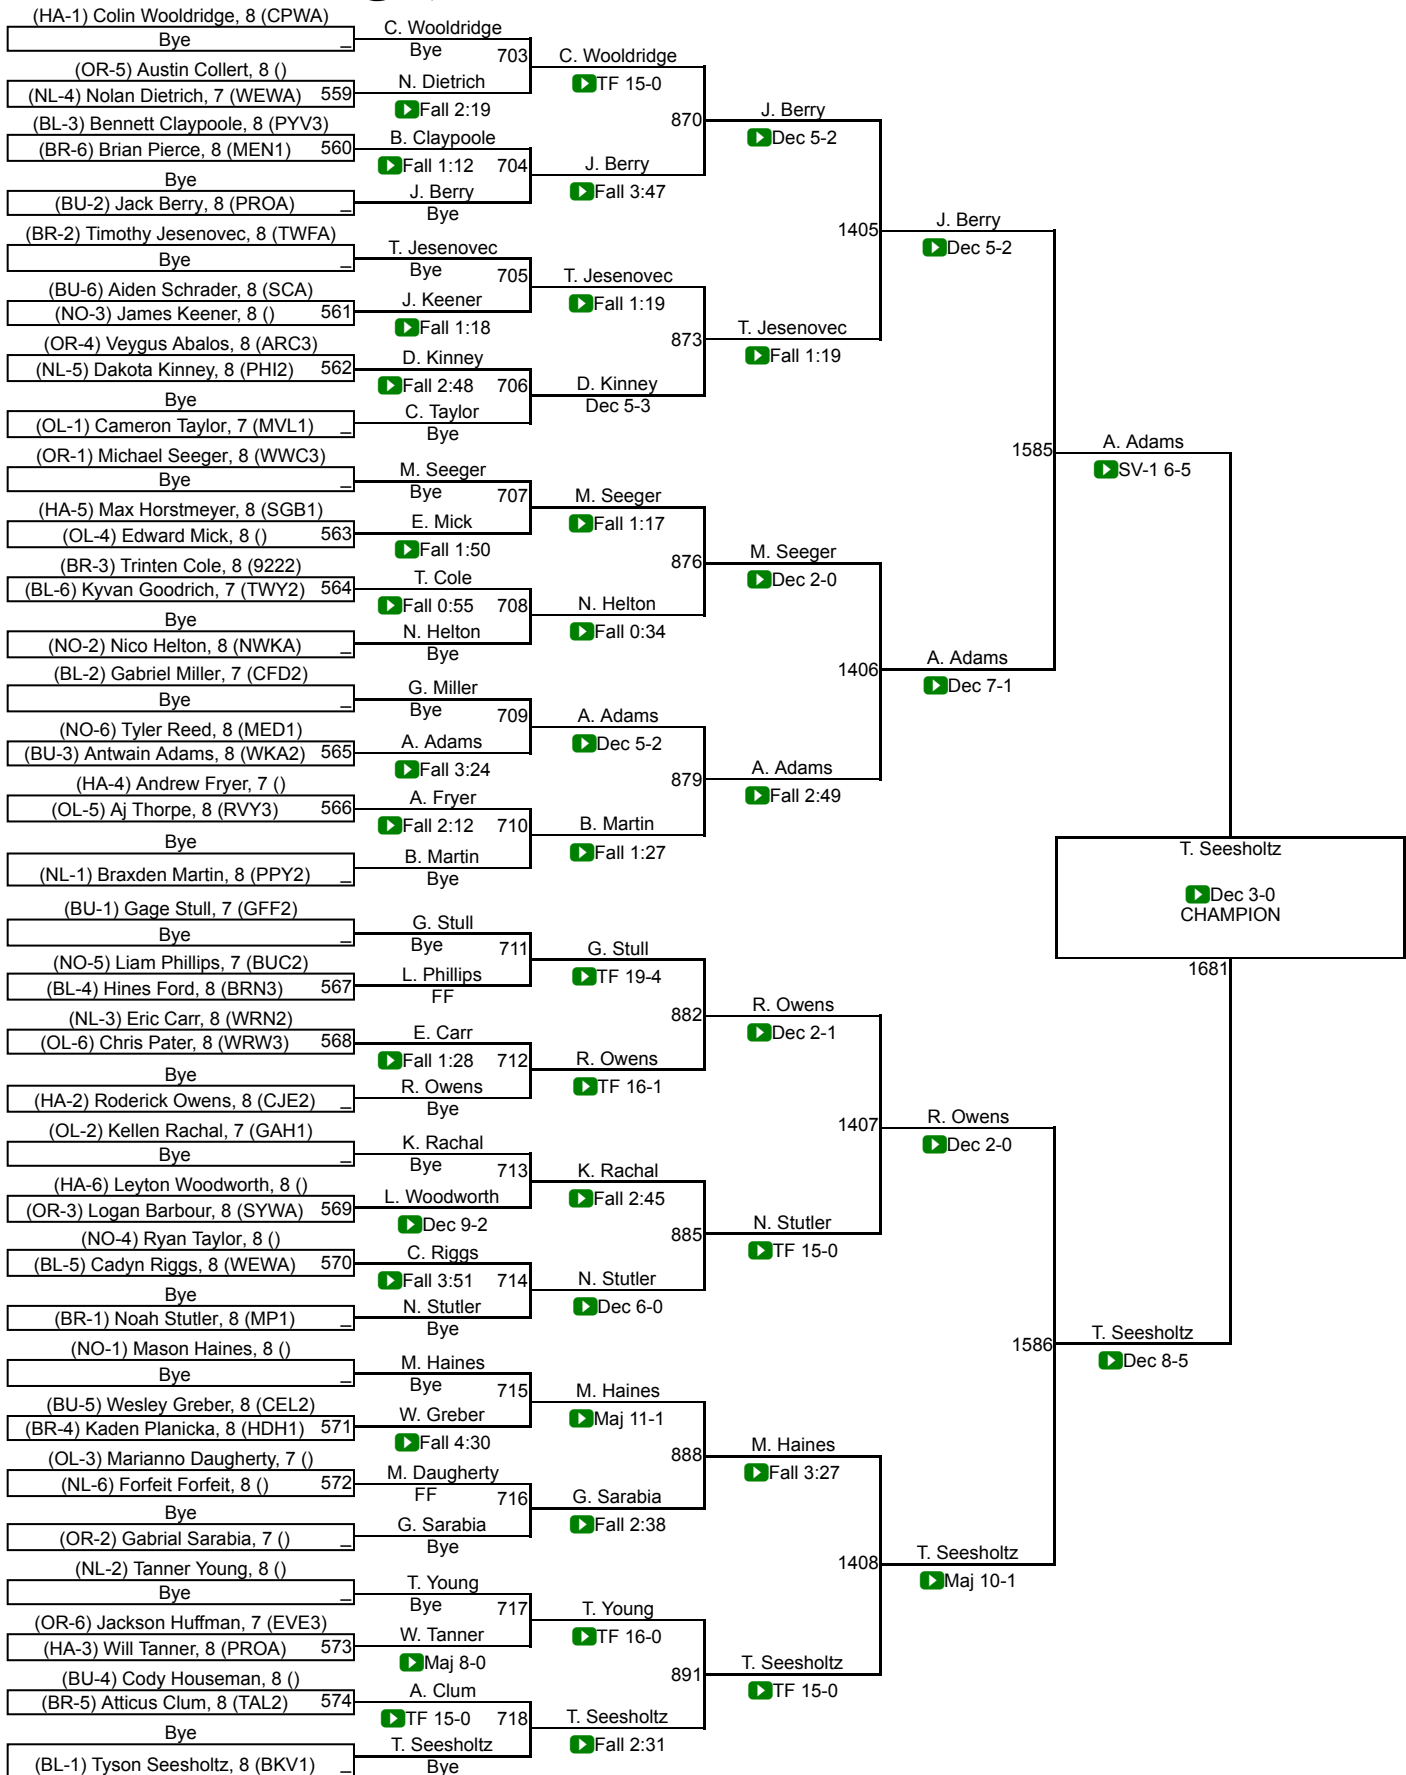 (HA-1) Colin Wooldridge, 8 (CPWA)
Bye
(OR-5) Austin Collert, 8 ()
(NL-4) Nolan Dietrich, 7 (WEWA) 559
(BL-3) Bennett Claypoole, 8 (PYV3)
(BR-6) Brian Pierce, 8 (MEN1) 560
Bye
(BU-2) Jack Berry, 8 (PROA)
(BR-2) Timothy Jesenovec, 8 (TWFA)
Bye
(BU-6) Aiden Schrader, 8 (SCA)
(NO-3) James Keener, 8 () 561
(OR-4) Veygus Abalos, 8 (ARC3)
(NL-5) Dakota Kinney, 8 (PHI2) 562
Bye
(OL-1) Cameron Taylor, 7 (MVL1)
(OR-1) Michael Seeger, 8 (WWC3)
Bye
(HA-5) Max Horstmeyer, 8 (SGB1)
(OL-4) Edward Mick, 8 () 563
(BR-3) Trinten Cole, 8 (9222)
(BL-6) Kyvan Goodrich, 7 (TWY2) 564
Bye
(NO-2) Nico Helton, 8 (NWKA)
(BL-2) Gabriel Miller, 7 (CFD2)
Bye
(NO-6) Tyler Reed, 8 (MED1)
(BU-3) Antwain Adams, 8 (WKA2) 565
(HA-4) Andrew Fryer, 7 ()
(OL-5) Aj Thorpe, 8 (RVY3) 566
Bye
(NL-1) Braxden Martin, 8 (PPY2)
(BU-1) Gage Stull, 7 (GFF2)
Bye
(NO-5) Liam Phillips, 7 (BUC2)
(BL-4) Hines Ford, 8 (BRN3) 567
(NL-3) Eric Carr, 8 (WRN2)
(OL-6) Chris Pater, 8 (WRW3) 568
Bye
(HA-2) Roderick Owens, 8 (CJE2)
(OL-2) Kellen Rachal, 7 (GAH1)
Bye
(HA-6) Leyton Woodworth, 8 ()
(OR-3) Logan Barbour, 8 (SYWA) 569
(NO-4) Ryan Taylor, 8 ()
(BL-5) Cadyn Riggs, 8 (WEWA) 570
Bye
(BR-1) Noah Stutler, 8 (MP1)
(NO-1) Mason Haines, 8 ()
Bye
(BU-5) Wesley Greber, 8 (CEL2)
(BR-4) Kaden Planicka, 8 (HDH1) 571
(OL-3) Marianno Daugherty, 7 ()
(NL-6) Forfeit Forfeit, 8 () 572
Bye
(OR-2) Gabrial Sarabia, 7 ()
(NL-2) Tanner Young, 8 ()
Bye
(OR-6) Jackson Huffman, 7 (EVE3)
(HA-3) Will Tanner, 8 (PROA) 573
(BU-4) Cody Houseman, 8 ()
(BR-5) Atticus Clum, 8 (TAL2) 574
Bye
(BL-1) Tyson Seesholtz, 8 (BKV1)
C. Wooldridge
Bye 703
N. Dietrich
Fall 2:19
B. Claypoole
Fall 1:12 704
J. Berry
Bye
T. Jesenovec
Bye 705
J. Keener
Fall 1:18
D. Kinney
Fall 2:48 706
C. Taylor
Bye
M. Seeger
Bye 707
E. Mick
Fall 1:50
T. Cole
Fall 0:55 708
N. Helton
Bye
G. Miller
Bye 709
A. Adams
Fall 3:24
A. Fryer
Fall 2:12 710
B. Martin
Bye
G. Stull
Bye 711
L. Phillips
FF
E. Carr
Fall 1:28 712
R. Owens
Bye
K. Rachal
Bye 713
L. Woodworth
Dec 9-2
C. Riggs
Fall 3:51 714
N. Stutler
Bye
M. Haines
Bye 715
W. Greber
Fall 4:30
M. Daugherty
FF 716
G. Sarabia
Bye
T. Young
Bye 717
W. Tanner
Maj 8-0
A. Clum
TF 15-0 718
T. Seesholtz
Bye
C. Wooldridge
TF 15-0
870
J. Berry
Fall 3:47
T. Jesenovec
Fall 1:19
873
D. Kinney
Dec 5-3
M. Seeger
Fall 1:17
876
N. Helton
Fall 0:34
A. Adams
Dec 5-2
879
B. Martin
Fall 1:27
G. Stull
TF 19-4
882
R. Owens
TF 16-1
K. Rachal
Fall 2:45
885
N. Stutler
Dec 6-0
M. Haines
Maj 11-1
888
G. Sarabia
Fall 2:38
T. Young
TF 16-0
891
T. Seesholtz
Fall 2:31
J. Berry
Dec 5-2
1405
T. Jesenovec
Fall 1:19
M. Seeger
Dec 2-0
1406
A. Adams
Fall 2:49
R. Owens
Dec 2-1
1407
N. Stutler
TF 15-0
M. Haines
Fall 3:27
1408
T. Seesholtz
TF 15-0
J. Berry
Dec 5-2
1585
A. Adams
Dec 7-1
R. Owens
Dec 2-0
1586
T. Seesholtz
Maj 10-1
A. Adams
SV-1 6-5
T. Seesholtz
Dec 8-5
T. Seesholtz
Dec 3-0
CHAMPION
1681